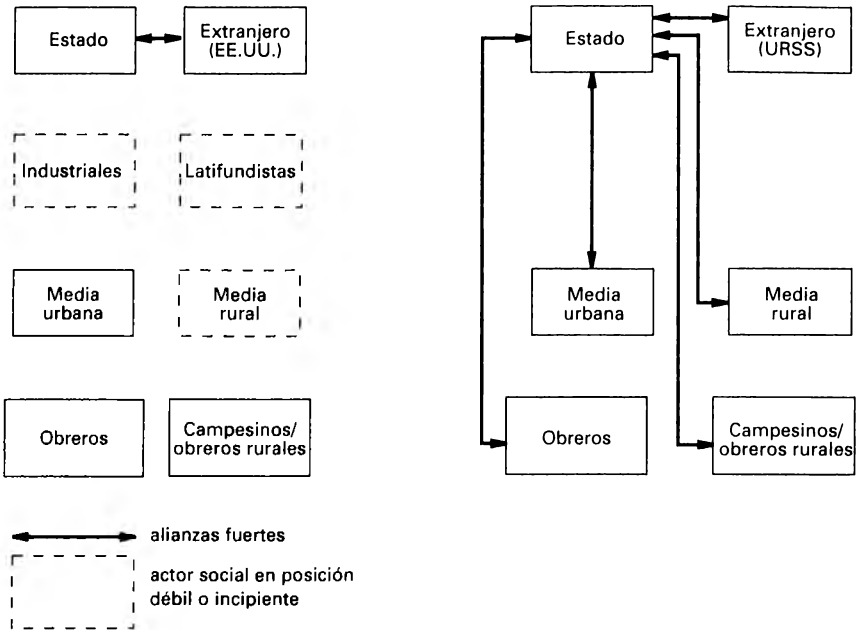 Estado
Extranjero
(EE.UU.)
Industriales
Latifundistas
Media
urbana
Media
rural
Obreros
Campesinos/
obreros rurales
alianzas fuertes
actor social en posición
débil o incipiente
Estado
Extranjero
(URSS)
Media
urbana
Media
rural
Obreros
Campesinos/
obreros rurales